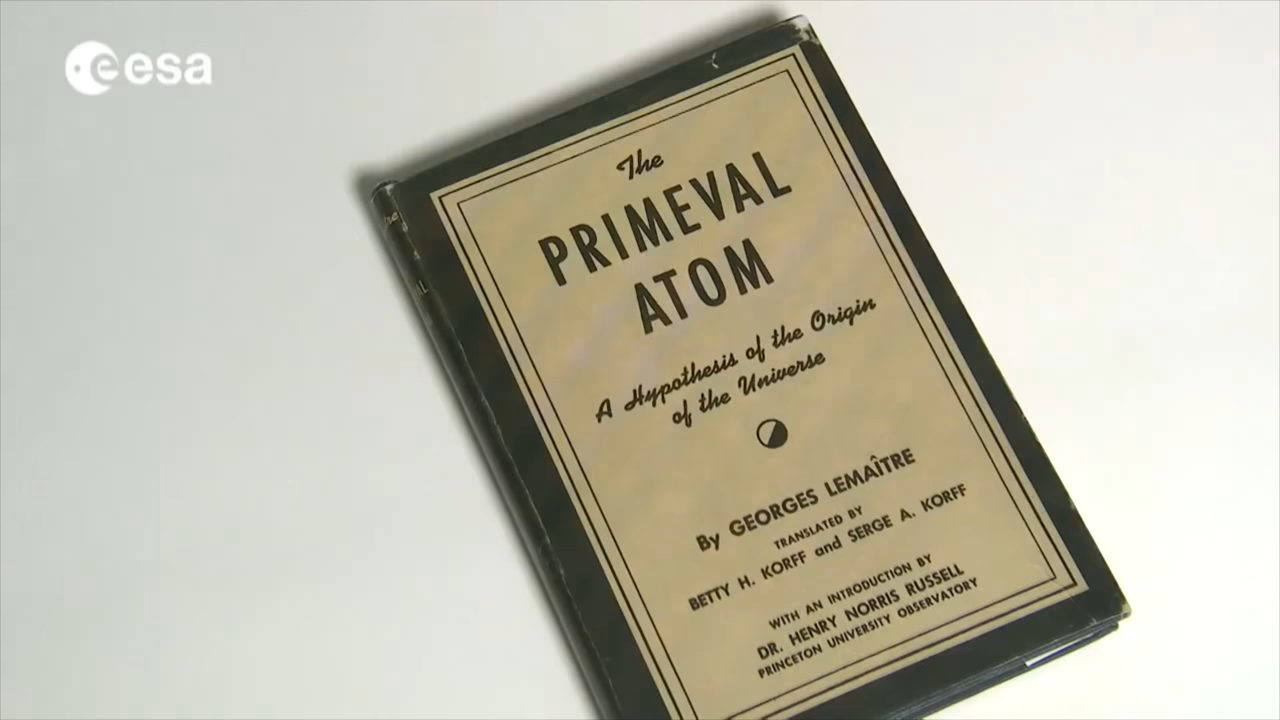 esa
The
PRIMEVAL
ATOM
A Hypothesis of the Origin
of the Universe
By GEORGES LEMAÎTRE
TRANSLATED BY
BETTY H. KORFF and SERGE A. KORFF
WITH AN INTRODUCTION BY
DR. HENRY NORRIS RUSSELL
PRINCETON UNIVERSITY OBSERVATORY